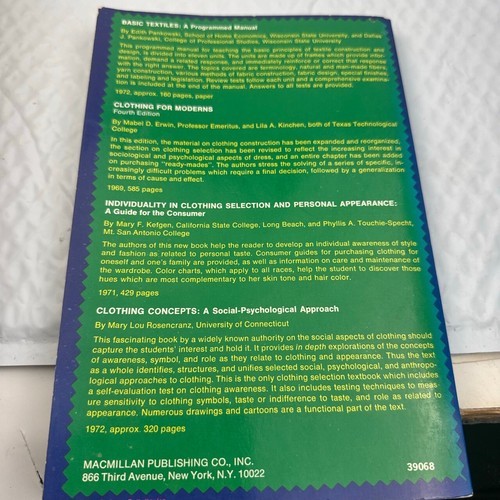 BASIC TEXTILES: A Programmed Manual
By Edith Pankowski, School of Home Economics, Wisconsin State University, and Dallas
J. Pankowski, College of Professional Studies, Wisconsin State University
This programmed manual for teaching the basic principles of textile construction and
design, is divided into seven units. The units are made up of frames which provide infor-
mation, demand a related response, and immediately reinforce or correct that response
with the right answer. The topics covered are terminology, natural and man-made fibers,
yarn construction, various methods of fabric construction, fabric design, special finishes,
and labeling and legislation. Review tests follow each unit and a comprehensive examina-
tion is included at the end of the manual. Answers to all tests are provided.
1972, approx. 160 pages, paper
CLOTHING FOR MODERNS
Fourth Edition
By Mabel D. Erwin, Professor Emeritus, and Lila A. Kinchen, both of Texas Technological
College
In this edition, the material on clothing construction has been expanded and reorganized,
the section on clothing selection has been revised to reflect the increasing interest in
sociological and psychological aspects of dress, and an entire chapter has been added
on purchasing "ready-mades". The authors stress the solving of a series of specific, in-
creasingly difficult problems which require a final decision, followed by a generalization
in terms of cause and effect.
1969, 585 pages
INDIVIDUALITY IN CLOTHING SELECTION AND PERSONAL APPEARANCE:
A Guide for the Consumer
By Mary F. Kefgen, California State College, Long Beach, and Phyllis A. Touchie-Specht,
Mt. San Antonio College
The authors of this new book help the reader to develop an individual awareness of style
and fashion as related to personal taste. Consumer guides for purchasing clothing for
oneself and one's family are provided, as well as information on care and maintenance of
the wardrobe. Color charts, which apply to all races, help the student to discover those
hues which are most complementary to her skin tone and hair color.
1971, 429 pages
CLOTHING CONCEPTS: A Social-Psychological Approach
By Mary Lou Rosencranz, University of Connecticut
This fascinating book by a widely known authority on the social aspects of clothing should
capture the students' interest and hold it. It provides in depth explorations of the concepts
of awareness, symbol, and role as they relate to clothing and appearance. Thus the text
as a whole identifies, structures, and unifies selected social, psychological, and anthropo-
logical approaches to clothing. This is the only clothing selection textbook which includes
a self-evaluation test on clothing awareness. It also includes testing techniques to meas-
ure sensitivity to clothing symbols, taste or indifference to taste, and role as related to
appearance. Numerous drawings and cartoons are a functional part of the text.
1972, approx. 320 pages
MACMILLAN PUBLISHING CO., INC.
866 Third Avenue, New York, N.Y. 10022
39068